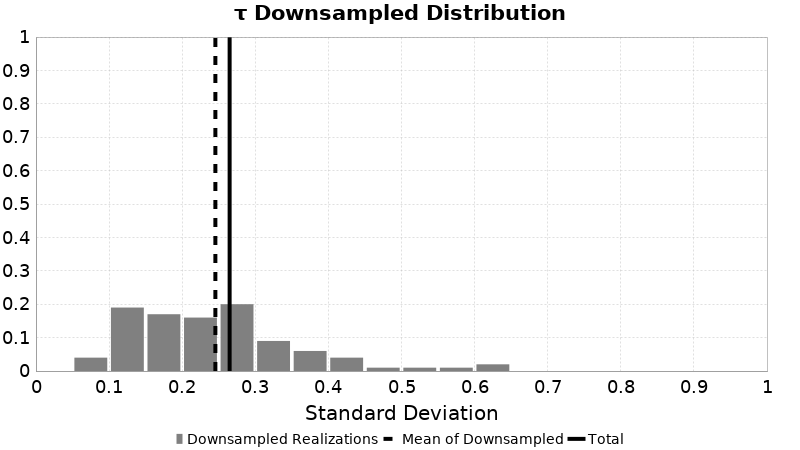 τ Downsampled Distribution
1
0.9
0.8
0.7
0.6
0.5
0.4
0.3
0.2
0.1
0
0 0.1 0.2 0.3 0.4 0.5 0.6 0.7 0.8 0.9 1
Standard Deviation
Downsampled Realizations Mean of Downsampled Total